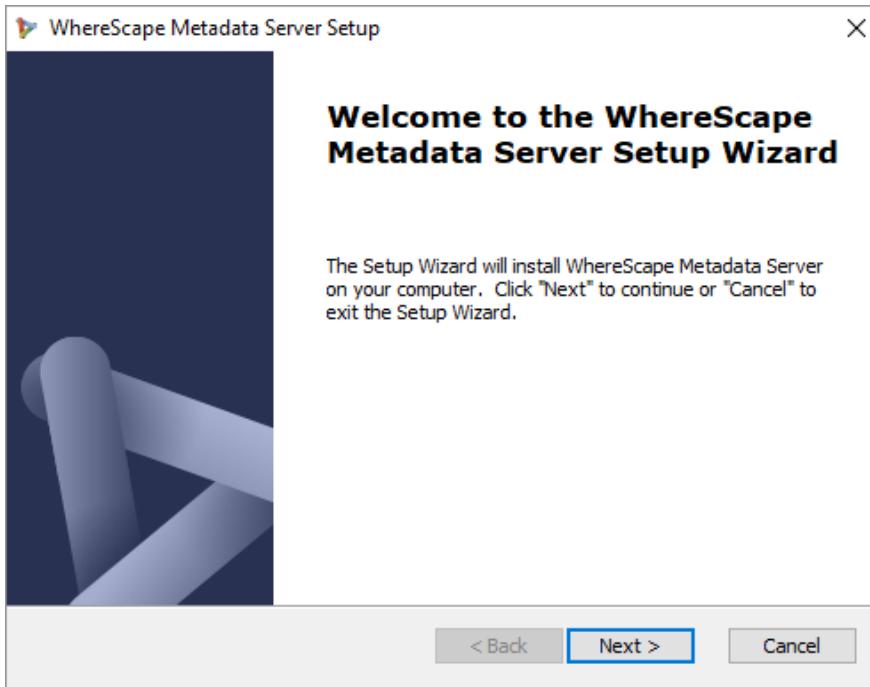 WhereScape Metadata Server Setup
Welcome to the WhereScape
Metadata Server Setup Wizard
The Setup Wizard will install WhereScape Metadata Server
on your computer.  Click "Next" to continue or "Cancel" to
exit the Setup Wizard.
< Back
Next >
Cancel